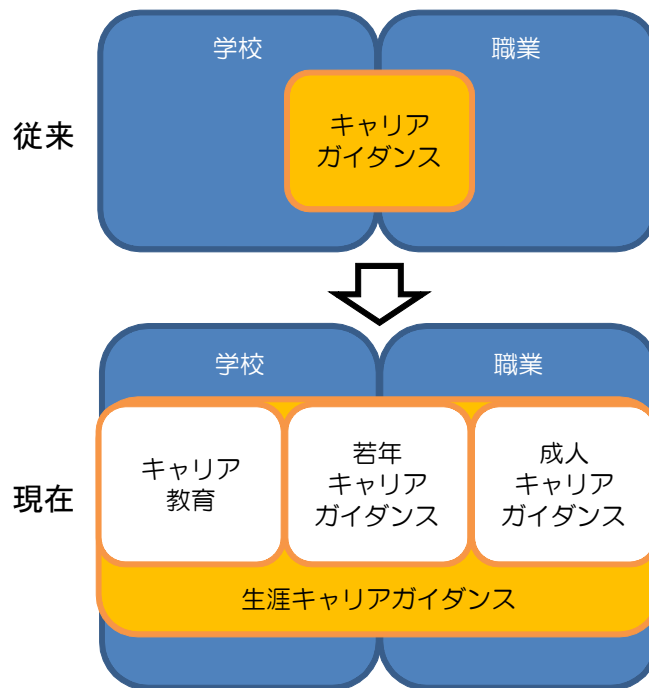 学校
職業
従来
キャリア
ガイダンス
学校
職業
現在
キャリア
教育
若年
キャリア
ガイダンス
成人
キャリア
ガイダンス
生涯キャリアガイダンス